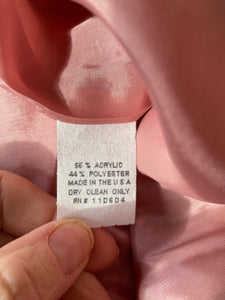 56 % ACRYLIC
44 % POLYESTER
MADE IN THE U S A
DRY CLEAN ONLY
RN # 110604